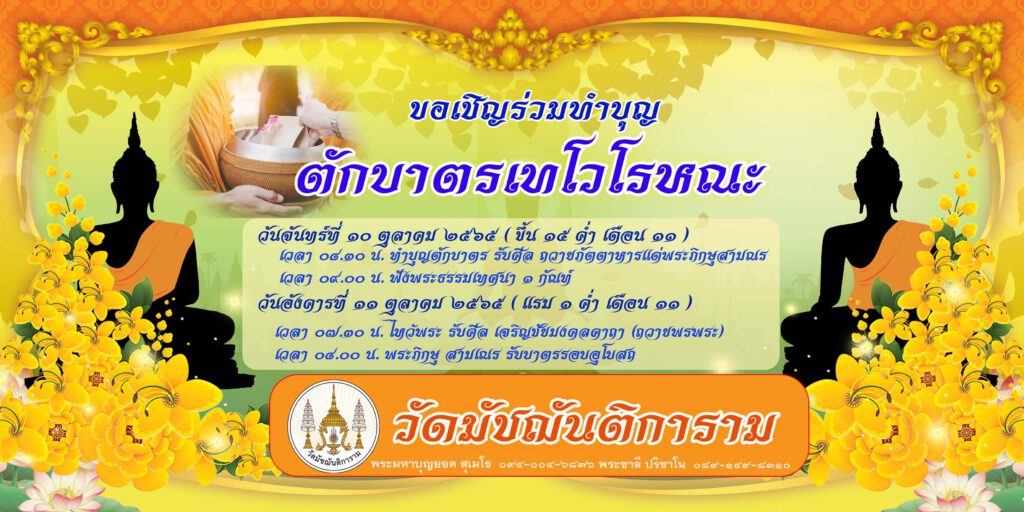 ขอเชิญร่วมทำบุญ
ตักบาตรเทโวโรหณะ
วันจันทร์ที่ ๑๐ ตุลาคม ๒๕๖๕ ( ขึ้น ๑๕ ค่ำ เดือน ๑๑ )
เวลา ๐๘.๓๐ น. ทำบุญตักบาตร รับศีล ถวายภัตตาหารแด่พระภิกษุสามเณร
เวลา ๐๙.๐๐ น. ฟังพระธรรมเทศนา ๑ กัณฑ์
วันอังคารที่ ๑๑ ตุลาคม ๒๕๖๕ ( แรม ๑ ค่ำ เดือน ๑๑ )
เวลา ๐๗.๓๐ น. ไหว้พระ รับศีล เจริญชัยมงคลคาถา (ถวายพรพระ)
เวลา ๐๘.๐๐ น. พระภิกษุ สามเณร รับบาตรรอบอุโบสถ
วัดมัชฌันติการาม
วัดมัชฌันติการาม
พระมหาบุญยอด สุเมโธ ๐๙๔-๐๐๔-๖๘๗๖ พระชาลี ปริชาโน ๐๘๙-๑๔๙-๘๓๑๐